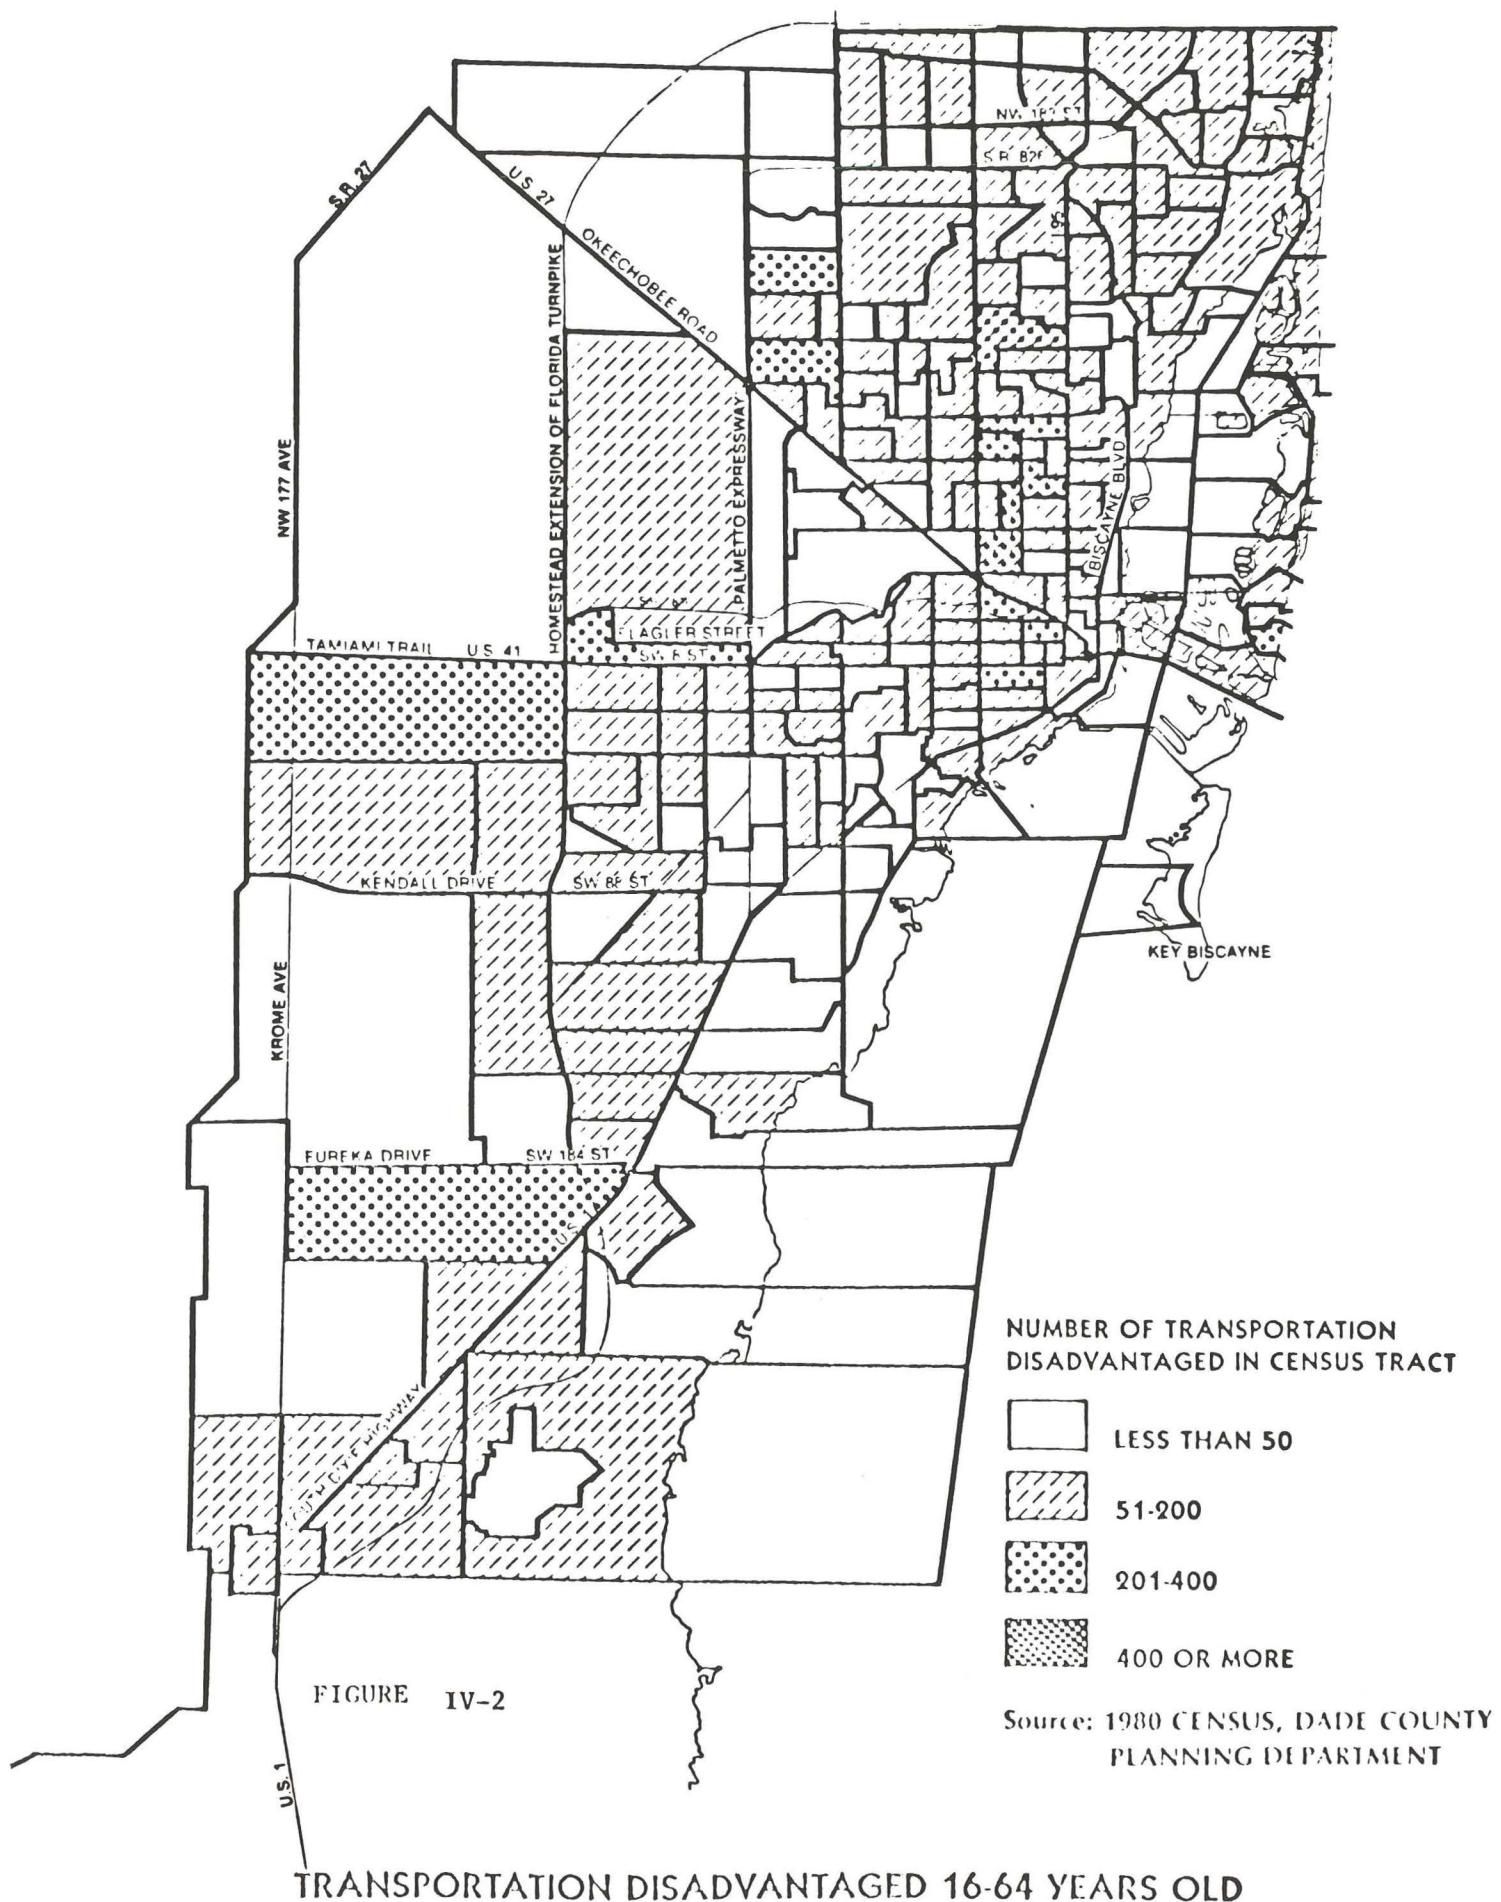 NW 183 ST
S.R. 826
S.R. 27
U.S. 27
OKEECHOBEE ROAD
I 95
HOMESTEAD EXTENSION OF FLORIDA TURNPIKE
PALMETTO EXPRESSWAY
NW 177 AVE
BISCAYNE BLVD
FLAGLER STREET
TAMIAMI TRAIL U.S. 41
SW 8 ST
KENDALL DRIVE SW 88 ST
KEY BISCAYNE
KROME AVE
EUREKA DRIVE SW 184 ST
U.S. 1
SOUTH DIXIE HIGHWAY
NUMBER OF TRANSPORTATION
DISADVANTAGED IN CENSUS TRACT
LESS THAN 50
51-200
201-400
400 OR MORE
FIGURE IV-2
Source: 1980 CENSUS, DADE COUNTY
PLANNING DEPARTMENT
U.S. 1
TRANSPORTATION DISADVANTAGED 16-64 YEARS OLD